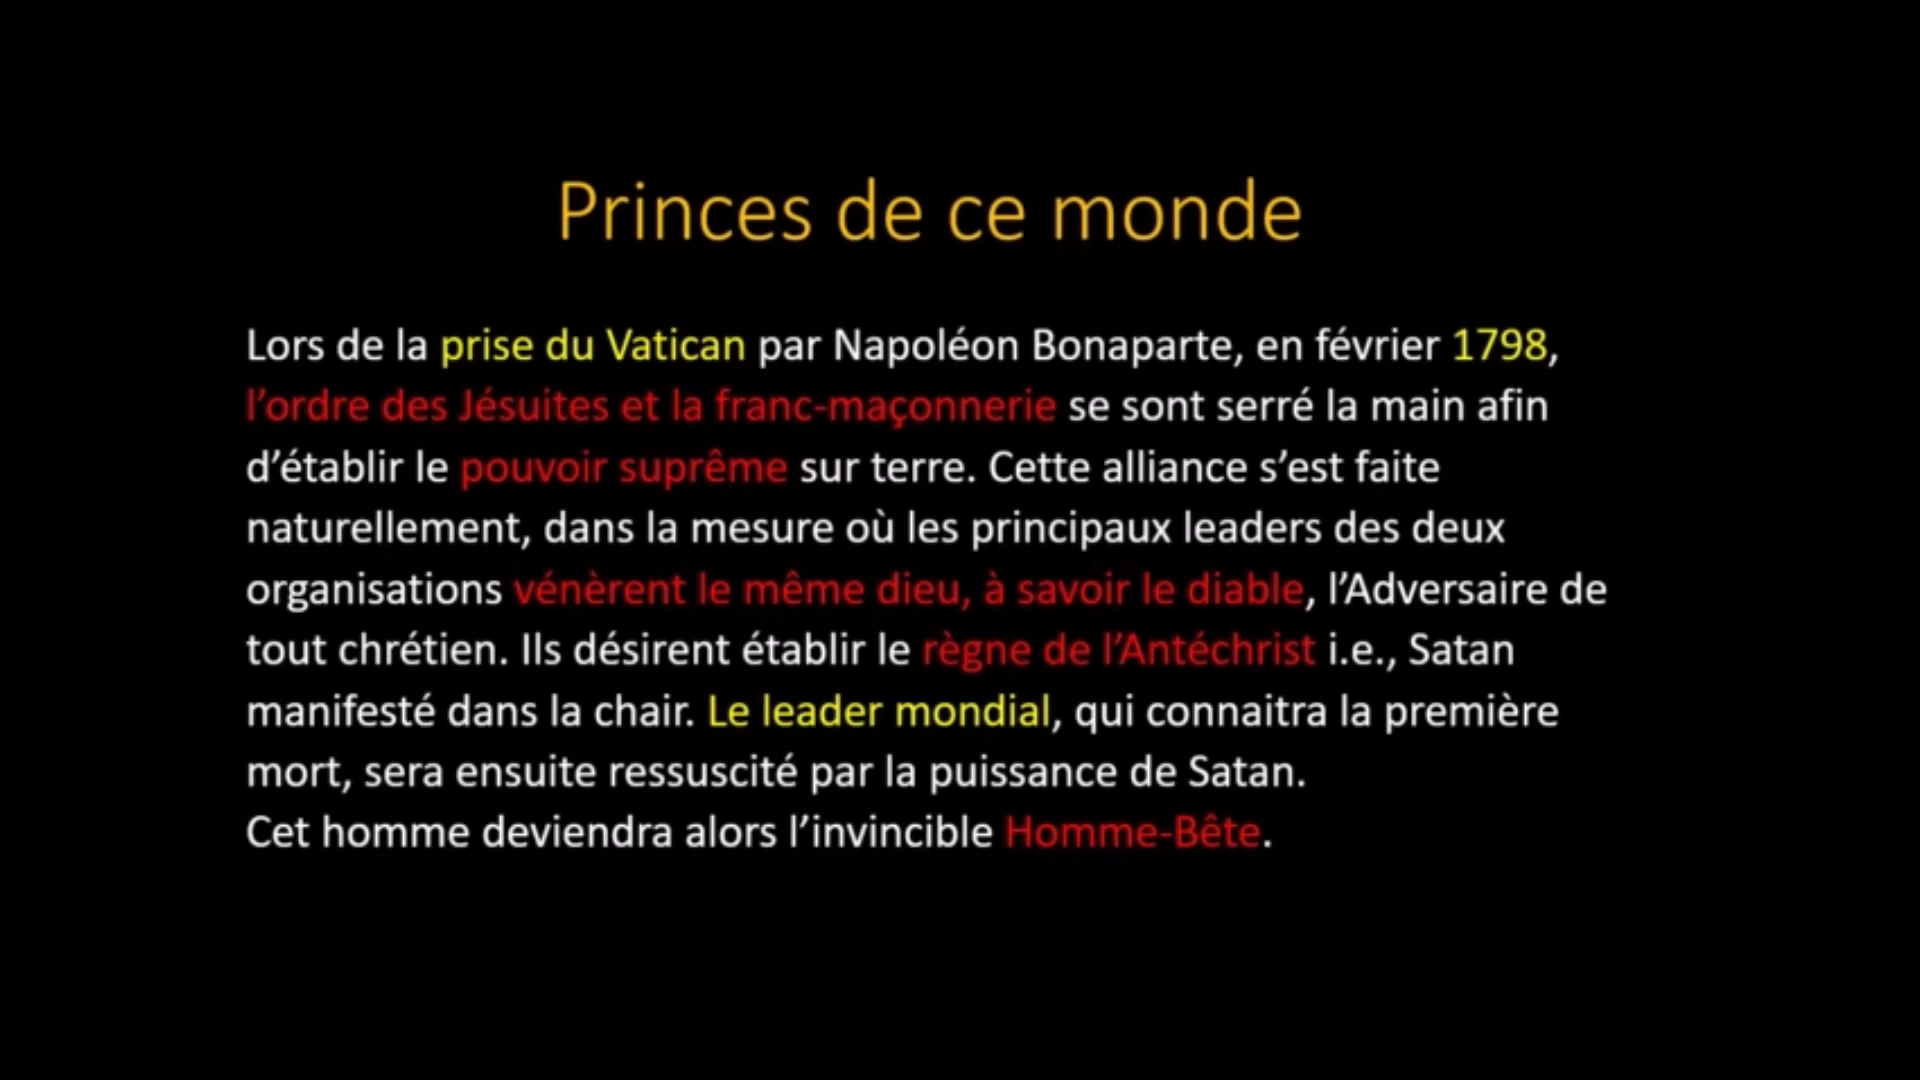 Princes de ce monde
Lors de la prise du Vatican par Napoléon Bonaparte, en février 1798,
l’ordre des Jésuites et la franc-maçonnerie se sont serré la main afin
d’établir le pouvoir suprême sur terre. Cette alliance s’est faite
naturellement, dans la mesure où les principaux leaders des deux
organisations vénèrent le même dieu, à savoir le diable, l’Adversaire de
tout chrétien. Ils désirent établir le règne de l’Antéchrist i.e., Satan
manifesté dans la chair. Le leader mondial, qui connaitra la première
mort, sera ensuite ressuscité par la puissance de Satan.
Cet homme deviendra alors l’invincible Homme-Bête.